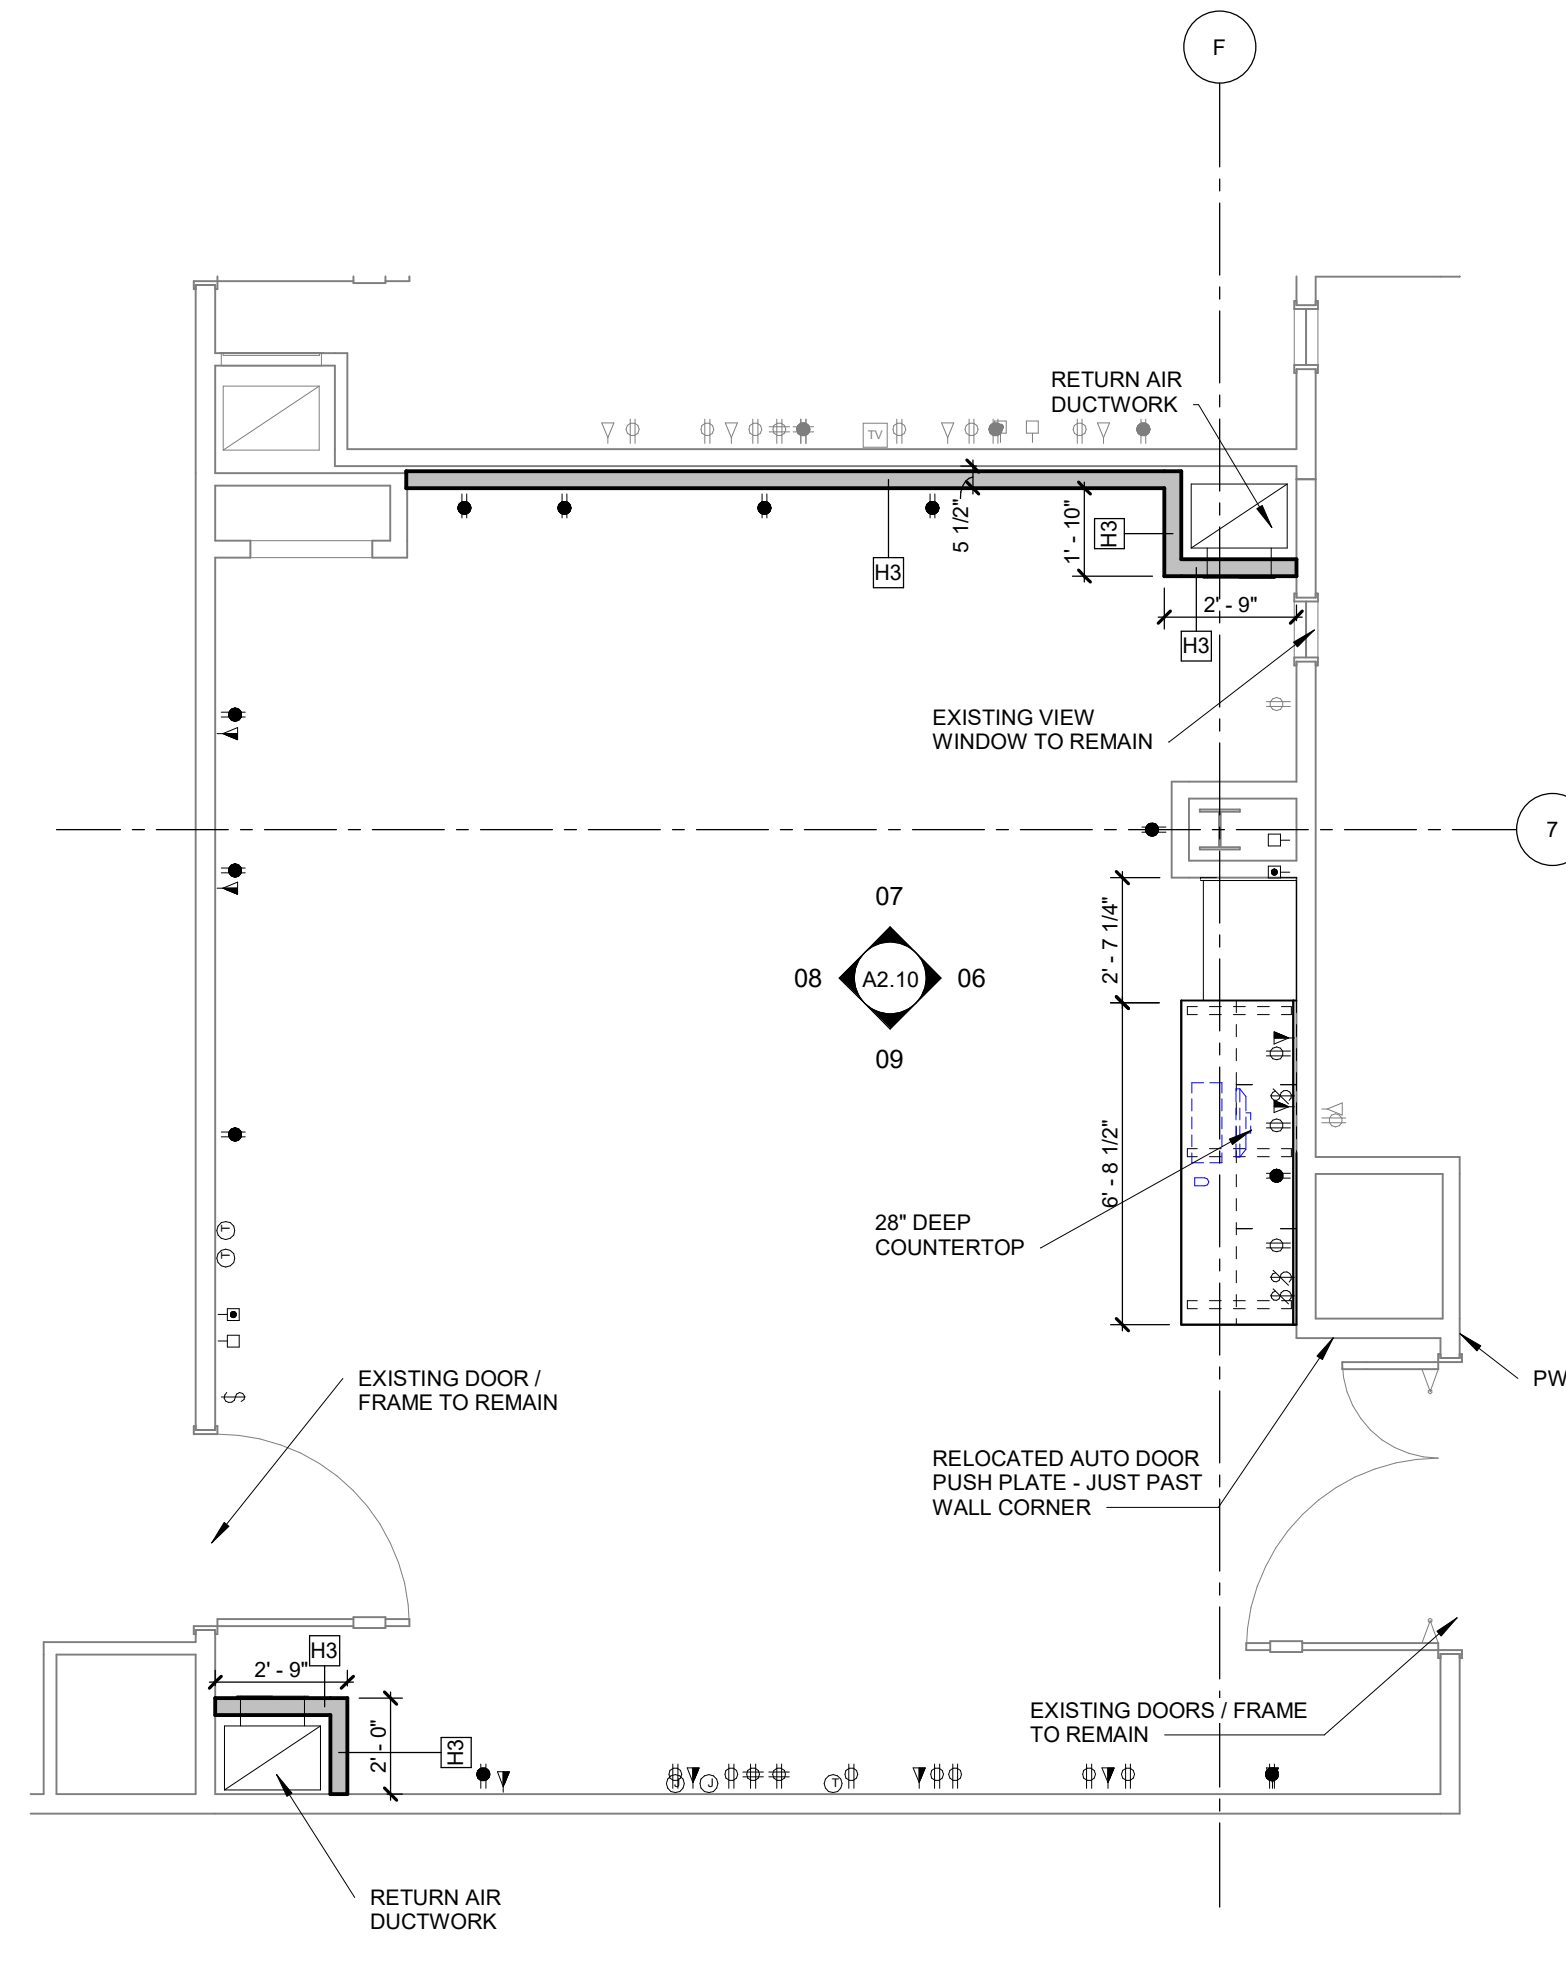 F
RETURN AIR
DUCTWORK
TV
5 1/2"
1' - 10"
H3
H3
2' - 9"
H3
EXISTING VIEW
WINDOW TO REMAIN
7
07
08
A2.10
06
09
2' - 7 1/4"
6' - 8 1/2"
28" DEEP
COUNTERTOP
T
T
$
EXISTING DOOR /
FRAME TO REMAIN
PW
RELOCATED AUTO DOOR
PUSH PLATE - JUST PAST
WALL CORNER
H3
2' - 9"
H3
2' - 0"
EXISTING DOORS / FRAME
TO REMAIN
J
J
T
RETURN AIR
DUCTWORK